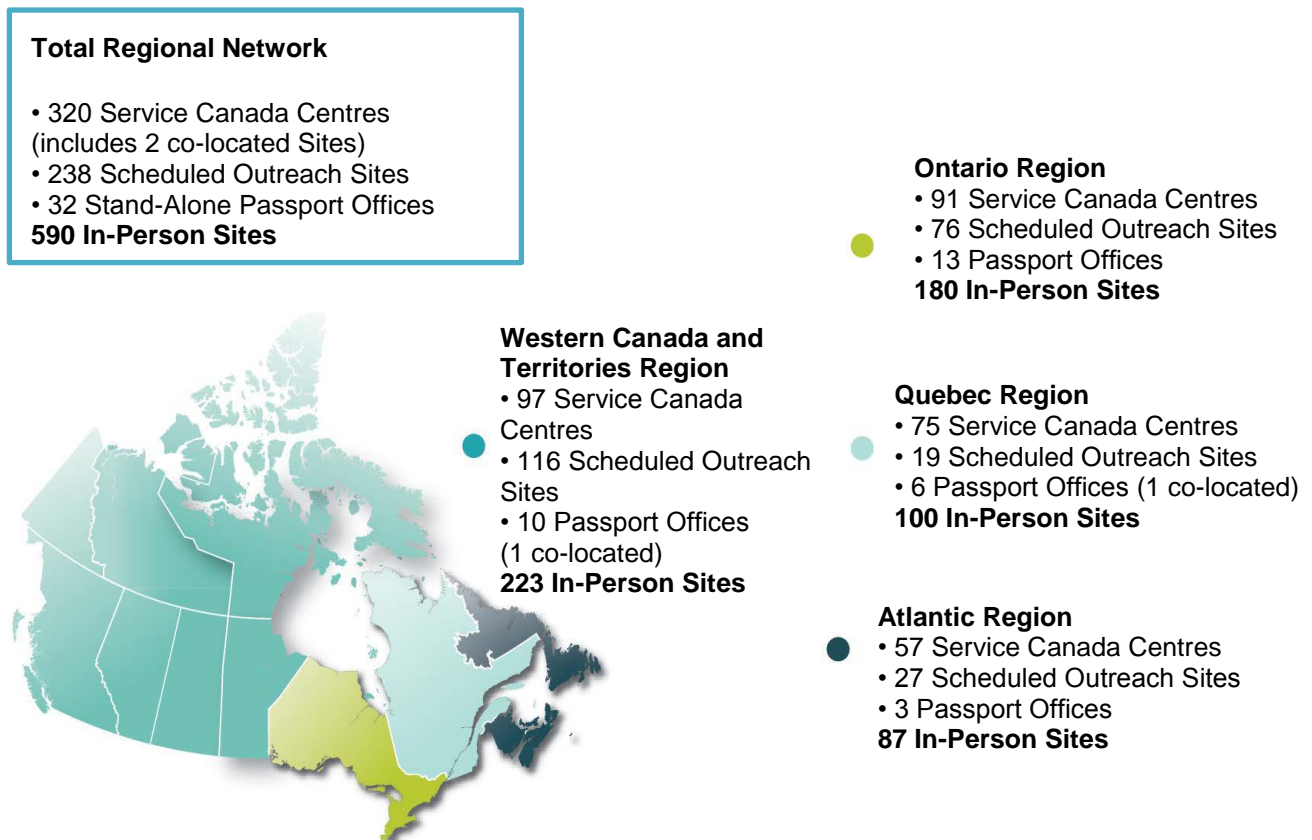 Total Regional Network
• 320 Service Canada Centres
(includes 2 co-located Sites)
• 238 Scheduled Outreach Sites
• 32 Stand-Alone Passport Offices
590 In-Person Sites
Western Canada and
Territories Region
• 97 Service Canada
Centres
• 116 Scheduled Outreach
Sites
• 10 Passport Offices
(1 co-located)
223 In-Person Sites
Ontario Region
• 91 Service Canada Centres
• 76 Scheduled Outreach Sites
• 13 Passport Offices
180 In-Person Sites
Quebec Region
• 75 Service Canada Centres
• 19 Scheduled Outreach Sites
• 6 Passport Offices (1 co-located)
100 In-Person Sites
Atlantic Region
• 57 Service Canada Centres
• 27 Scheduled Outreach Sites
• 3 Passport Offices
87 In-Person Sites